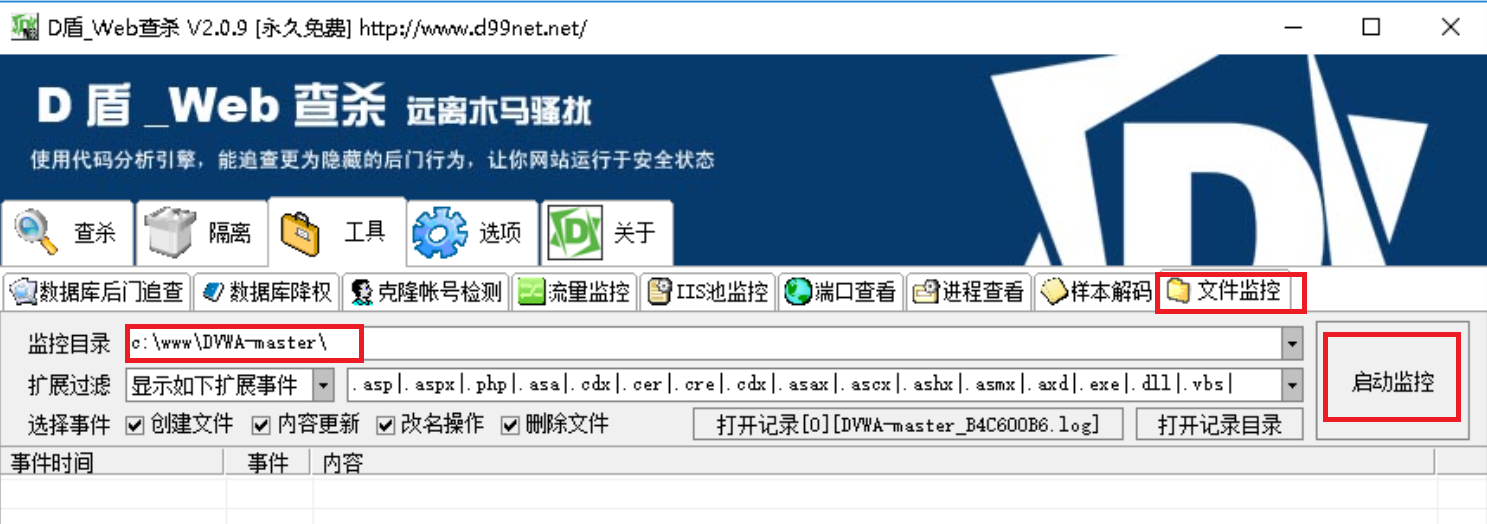 D盾_Web查杀 V2.0.9 [永久免费] http://www.d99net.net/
D 盾 _Web 查杀 远离木马骚扰
使用代码分析引擎，能追查更为隐藏的后门行为，让你网站运行于安全状态
查杀 隔离 工具 选项 关于
数据库后门追查 数据库降权 克隆帐号检测 流量监控 IIS池监控 端口查看 进程查看 样本解码 文件监控
监控目录 c:\www\DVWA-master\
扩展过滤 显示如下扩展事件 .asp|.aspx|.php|.asa|.cdx|.cer|.cre|.cdx|.asax|.ascx|.ashx|.asmx|.axd|.exe|.dll|.vbs|
启动监控
选择事件 创建文件 内容更新 改名操作 删除文件 打开记录[0][DVWA-master_B4C600B6.log] 打开记录目录
事件时间 事件 内容